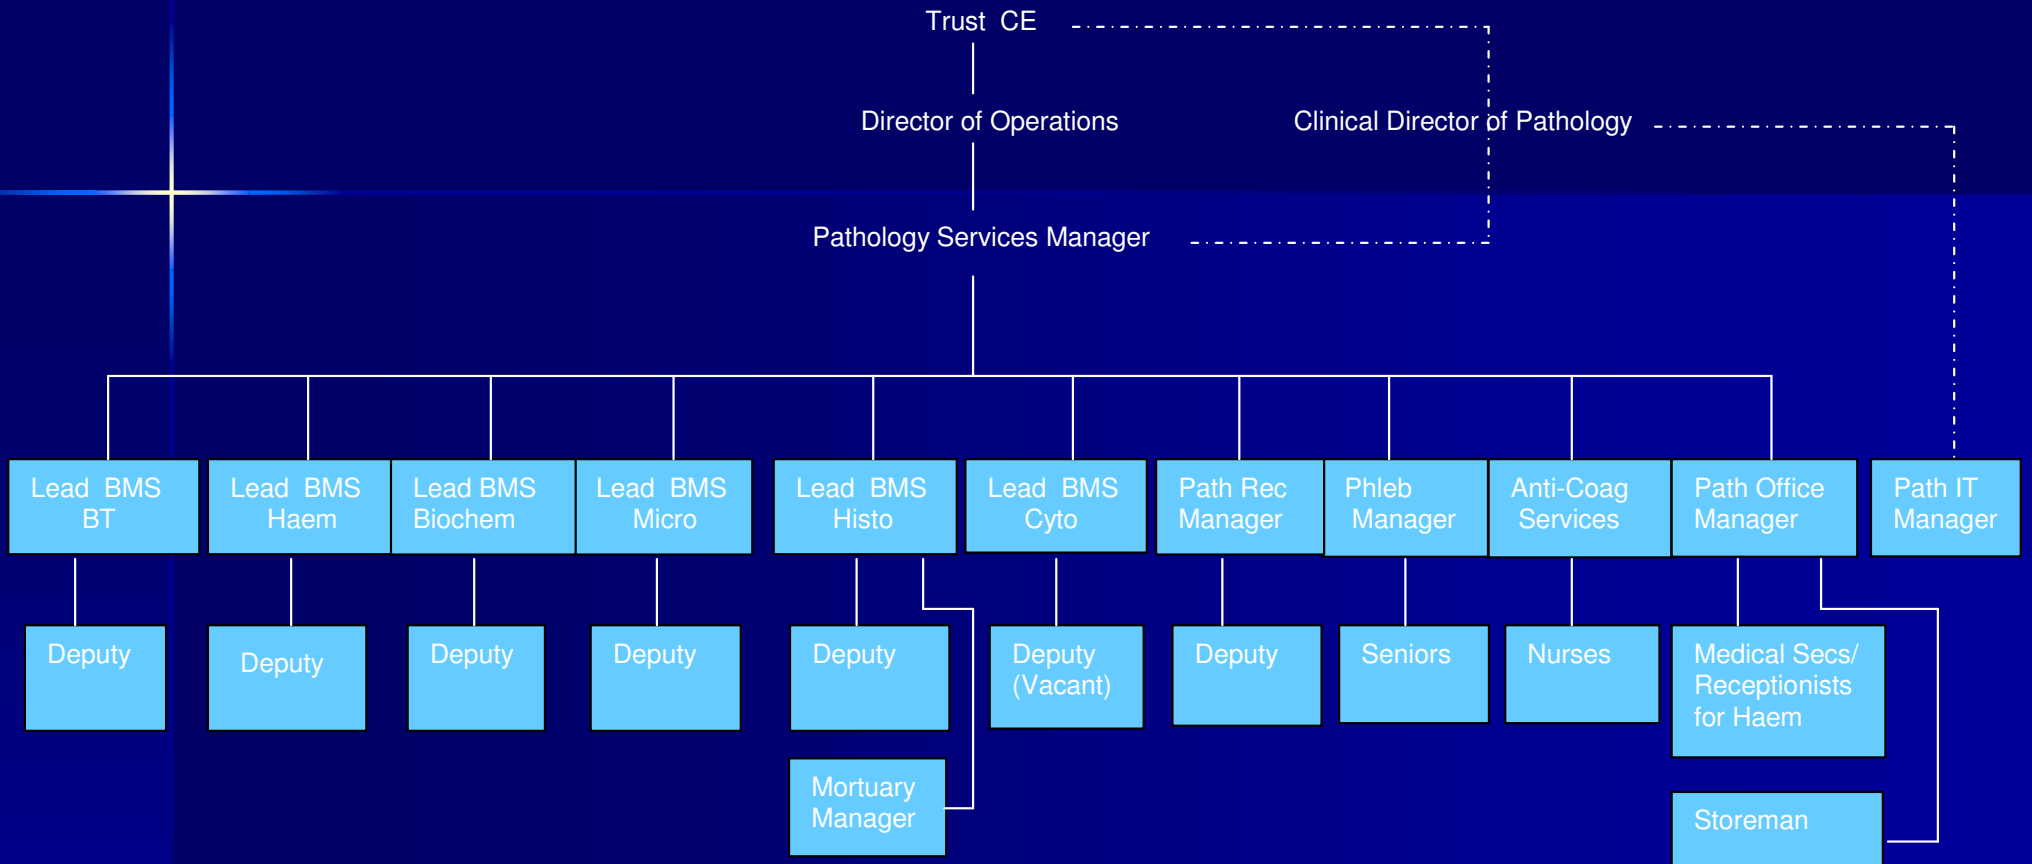 Trust CE
Director of Operations
Clinical Director of Pathology
Pathology Services Manager
Lead BMS
BT
Lead BMS
Haem
Lead BMS
Biochem
Lead BMS
Micro
Lead BMS
Histo
Lead BMS
Cyto
Path Rec
Manager
Phleb
Manager
Anti-Coag
Services
Path Office
Manager
Path IT
Manager
Deputy
Deputy
Deputy
Deputy
Deputy
Deputy
(Vacant)
Deputy
Seniors
Nurses
Medical Secs/
Receptionists
for Haem
Mortuary
Manager
Storeman